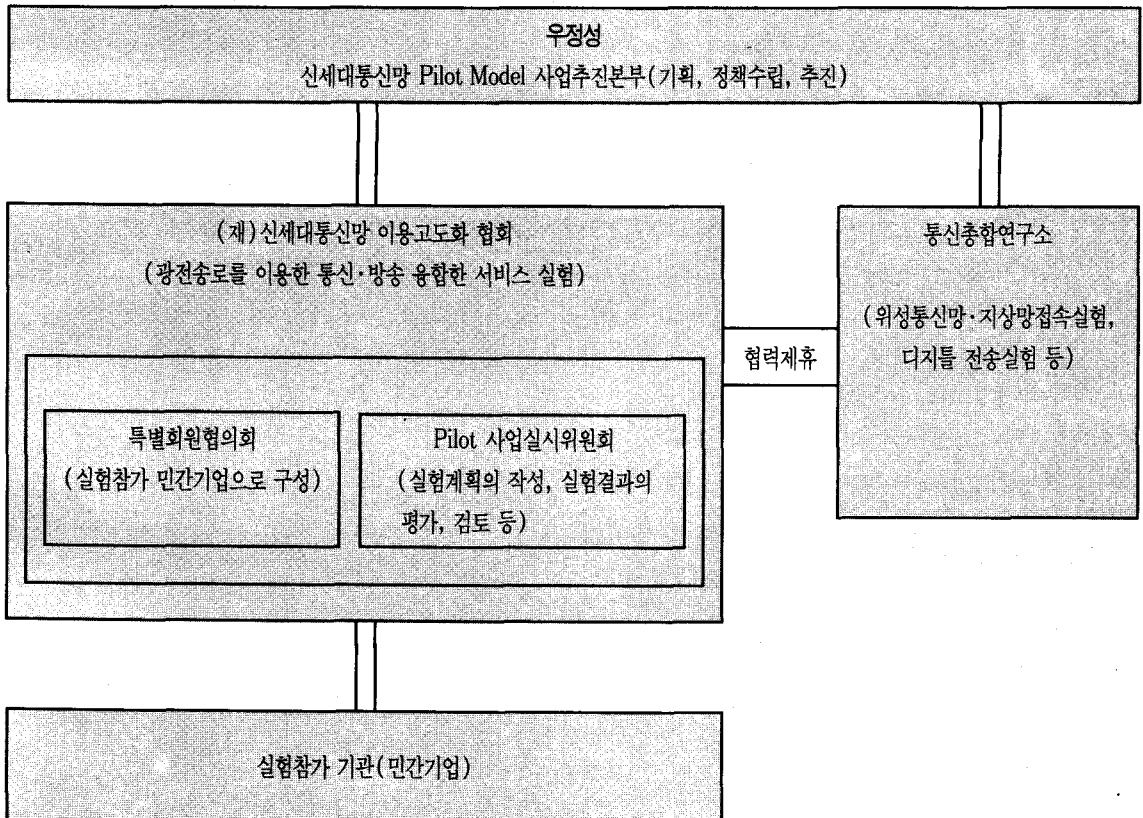 우정성
신세대통신망 Pilot Model 사업추진본부(기획, 정책수립, 추진)
(재)신세대통신망 이용고도화 협회
(광전송로를 이용한 통신·방송 융합한 서비스 실험)
특별회원협의회
(실험참가 민간기업으로 구성)
Pilot 사업실시위원회
(실험계획의 작성, 실험결과의
평가, 검토 등)
협력제휴
통신총합연구소
(위성통신망·지상망접속실험,
디지틀 전송실험 등)
실험참가 기관(민간기업)